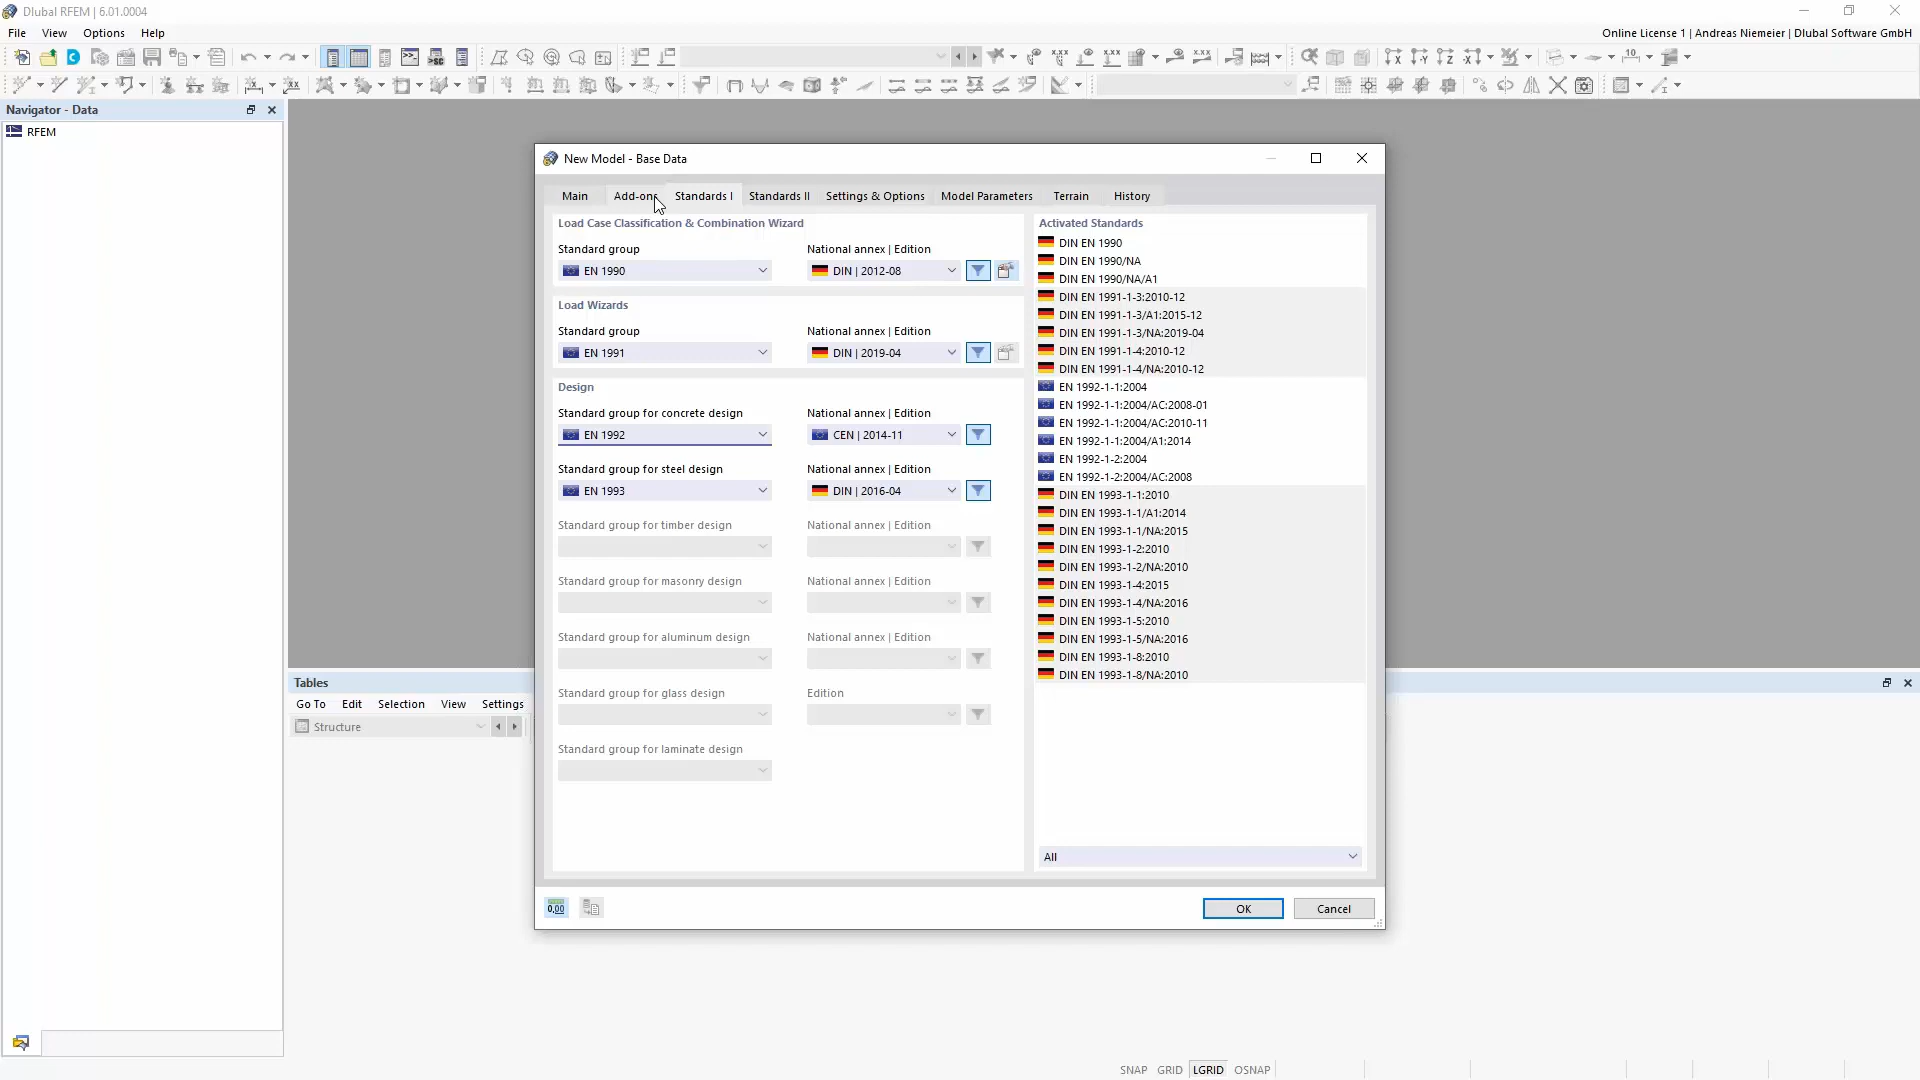 Dlubal RFEM | 6.01.0004
File View Options Help
Online License 1 | Andreas Niemeier | Dlubal Software GmbH
Navigator - Data
RFEM
New Model - Base Data
Main Add-ons Standards I Standards II Settings & Options Model Parameters Terrain History
Load Case Classification & Combination Wizard
Standard group National annex | Edition
EN 1990 DIN | 2012-08
Load Wizards
Standard group National annex | Edition
EN 1991 DIN | 2019-04
Design
Standard group for concrete design National annex | Edition
EN 1992 CEN | 2014-11
Standard group for steel design National annex | Edition
EN 1993 DIN | 2016-04
Standard group for timber design National annex | Edition
Standard group for masonry design National annex | Edition
Standard group for aluminum design National annex | Edition
Standard group for glass design Edition
Standard group for laminate design
Activated Standards
DIN EN 1990
DIN EN 1990/NA
DIN EN 1990/NA/A1
DIN EN 1991-1-3:2010-12
DIN EN 1991-1-3/A1:2015-12
DIN EN 1991-1-3/NA:2019-04
DIN EN 1991-1-4:2010-12
DIN EN 1991-1-4/NA:2010-12
EN 1992-1-1:2004
EN 1992-1-1:2004/AC:2008-01
EN 1992-1-1:2004/AC:2010-11
EN 1992-1-1:2004/A1:2014
EN 1992-1-2:2004
EN 1992-1-2:2004/AC:2008
DIN EN 1993-1-1:2010
DIN EN 1993-1-1/A1:2014
DIN EN 1993-1-1/NA:2015
DIN EN 1993-1-2:2010
DIN EN 1993-1-2/NA:2010
DIN EN 1993-1-4:2015
DIN EN 1993-1-4/NA:2016
DIN EN 1993-1-5:2010
DIN EN 1993-1-5/NA:2016
DIN EN 1993-1-8:2010
DIN EN 1993-1-8/NA:2010
All
0,00
OK Cancel
Tables
Go To Edit Selection View Settings
Structure
SNAP GRID LGRID OSNAP